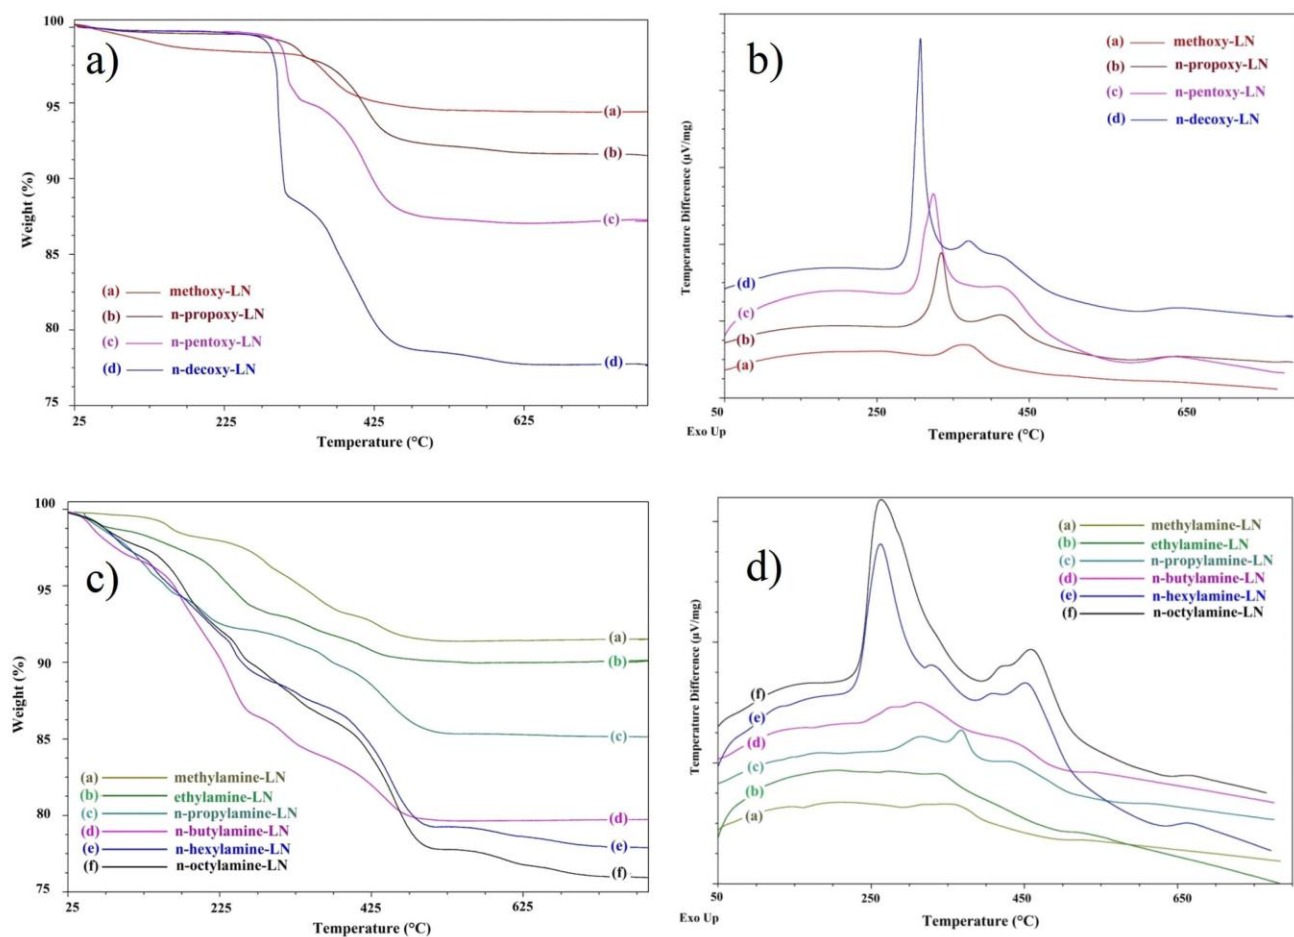 a)
100
95
90
85
80
75
Weight (%)
(a)
(b)
(c)
(d)
(a) methoxy-LN
(b) n-propoxy-LN
(c) n-pentoxy-LN
(d) n-decoxy-LN
25 225 425 625
Temperature (°C)
b)
Temperature Difference (µV/mg)
(a) methoxy-LN
(b) n-propoxy-LN
(c) n-pentoxy-LN
(d) n-decoxy-LN
(d)
(c)
(b)
(a)
50 250 450 650
Exo Up
Temperature (°C)
c)
100
95
90
85
80
75
Weight (%)
(a)
(b)
(c)
(d)
(e)
(f)
(a) methylamine-LN
(b) ethylamine-LN
(c) n-propylamine-LN
(d) n-butylamine-LN
(e) n-hexylamine-LN
(f) n-octylamine-LN
25 225 425 625
Temperature (°C)
d)
Temperature Difference (µV/mg)
(a) methylamine-LN
(b) ethylamine-LN
(c) n-propylamine-LN
(d) n-butylamine-LN
(e) n-hexylamine-LN
(f) n-octylamine-LN
(f)
(e)
(d)
(c)
(b)
(a)
50 250 450 650
Exo Up
Temperature (°C)